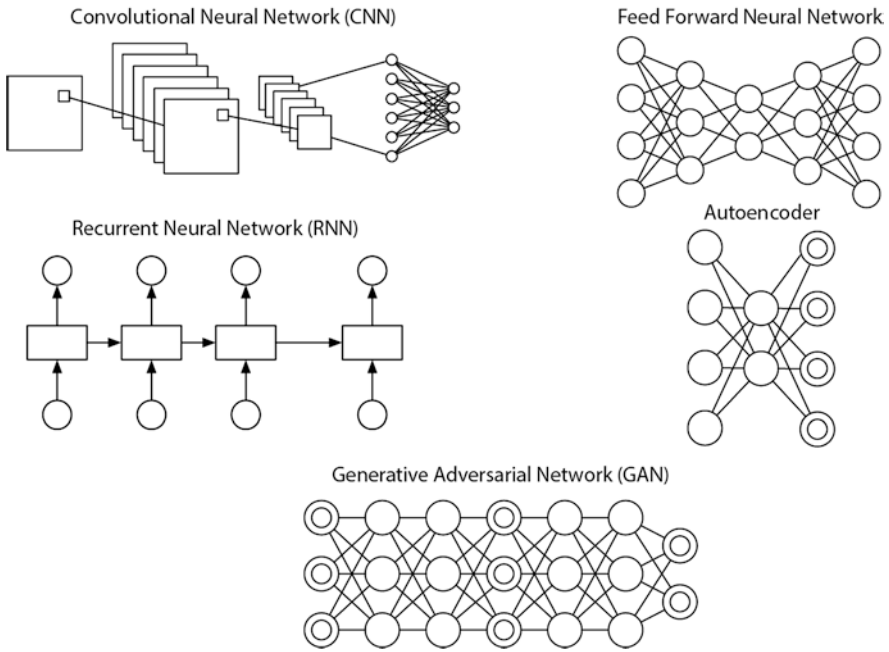 Convolutional Neural Network (CNN)
Feed Forward Neural Network
Recurrent Neural Network (RNN)
Autoencoder
Generative Adversarial Network (GAN)